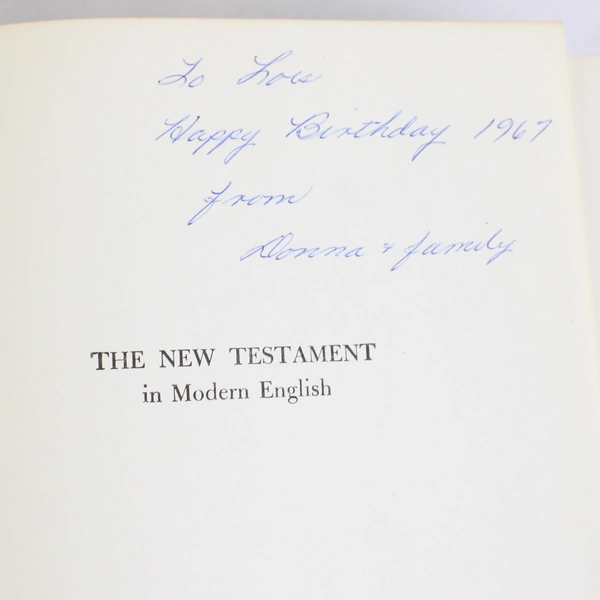 To Lois
Happy Birthday 1967
from
Donna & family
THE NEW TESTAMENT
in Modern English